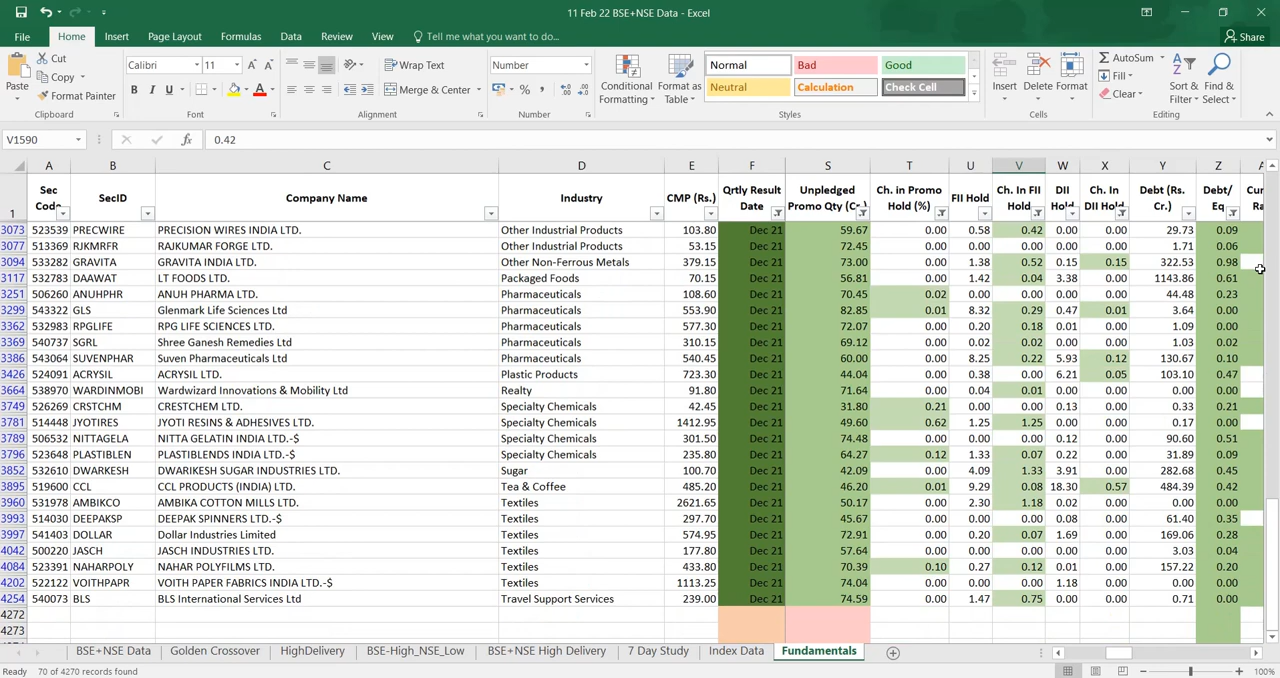 11 Feb 22 BSE+NSE Data - Excel
File Home Insert Page Layout Formulas Data Review View Tell me what you want to do... Share
Paste Cut Copy Format Painter Clipboard
Calibri 11 B I U Font
Wrap Text Merge & Center Alignment
Number % Number
Conditional Formatting Format as Table Normal Bad Good Neutral Calculation Check Cell Styles
Insert Delete Format Cells
AutoSum Fill Clear Sort & Filter Find & Select Editing
V1590 fx 0.42
A B C D E F S T U V W X Y Z A
1 Sec Code SecID Company Name Industry CMP (Rs.) Qrtly Result Date Unpledged Promo Qty (Cr.) Ch. in Promo Hold (%) FII Hold Ch. In FII Hold DII Hold Ch. In DII Hold Debt (Rs. Cr.) Debt/ Eq Cu Ra
3073 523539 PRECWIRE PRECISION WIRES INDIA LTD. Other Industrial Products 103.80 Dec 21 59.67 0.00 0.58 0.42 0.00 0.00 29.73 0.09
3077 513369 RJKMRFR RAJKUMAR FORGE LTD. Other Industrial Products 53.15 Dec 21 72.45 0.00 0.00 0.00 0.00 0.00 1.71 0.06
3094 533282 GRAVITA GRAVITA INDIA LTD. Other Non-Ferrous Metals 379.15 Dec 21 73.00 0.00 1.38 0.52 0.15 0.15 322.53 0.98
3117 532783 DAAWAT LT FOODS LTD. Packaged Foods 70.15 Dec 21 56.81 0.00 1.42 0.04 3.38 0.00 1143.86 0.61
3251 506260 ANUHPHR ANUH PHARMA LTD. Pharmaceuticals 108.60 Dec 21 70.45 0.02 0.00 0.00 0.00 0.00 44.48 0.23
3299 543322 GLS Glenmark Life Sciences Ltd Pharmaceuticals 553.90 Dec 21 82.85 0.01 8.32 0.29 0.47 0.01 3.64 0.00
3362 532983 RPGLIFE RPG LIFE SCIENCES LTD. Pharmaceuticals 577.30 Dec 21 72.07 0.00 0.20 0.18 0.01 0.00 1.09 0.00
3369 540737 SGRL Shree Ganesh Remedies Ltd Pharmaceuticals 310.15 Dec 21 69.12 0.00 0.02 0.02 0.00 0.00 1.03 0.02
3386 543064 SUVENPHAR Suven Pharmaceuticals Ltd Pharmaceuticals 540.45 Dec 21 60.00 0.00 8.25 0.22 5.93 0.12 130.67 0.10
3426 524091 ACRYSIL ACRYSIL LTD. Plastic Products 723.30 Dec 21 44.04 0.00 0.38 0.00 6.21 0.05 103.10 0.47
3664 538970 WARDINMOBI Wardwizard Innovations & Mobility Ltd Realty 91.80 Dec 21 71.64 0.00 0.04 0.01 0.00 0.00 0.00 0.00
3749 526269 CRSTCHM CRESTCHEM LTD. Specialty Chemicals 42.45 Dec 21 31.80 0.21 0.00 0.00 0.13 0.00 0.33 0.21
3781 514448 JYOTIRES JYOTI RESINS & ADHESIVES LTD. Specialty Chemicals 1412.95 Dec 21 49.60 0.62 1.25 1.25 0.00 0.00 0.17 0.00
3789 506532 NITTAGELA NITTA GELATIN INDIA LTD.-$ Specialty Chemicals 301.50 Dec 21 74.48 0.00 0.00 0.00 0.12 0.00 90.60 0.51
3796 523648 PLASTIBLEN PLASTIBLENDS INDIA LTD.-$ Specialty Chemicals 235.80 Dec 21 64.27 0.12 1.33 0.07 0.22 0.00 31.89 0.09
3852 532610 DWARKESH DWARIKESH SUGAR INDUSTRIES LTD. Sugar 100.70 Dec 21 42.09 0.00 4.09 1.33 3.91 0.00 282.68 0.45
3895 519600 CCL CCL PRODUCTS (INDIA) LTD. Tea & Coffee 485.20 Dec 21 46.20 0.01 9.29 0.08 18.30 0.57 484.39 0.42
3960 531978 AMBIKCO AMBIKA COTTON MILLS LTD. Textiles 2621.65 Dec 21 50.17 0.00 2.30 1.18 0.02 0.00 0.00 0.00
3993 514030 DEEPAKSP DEEPAK SPINNERS LTD.-$ Textiles 297.70 Dec 21 45.67 0.00 0.00 0.00 0.08 0.00 61.40 0.35
3997 541403 DOLLAR Dollar Industries Limited Textiles 574.95 Dec 21 72.91 0.00 0.20 0.07 1.69 0.00 169.06 0.28
4042 500220 JASCH JASCH INDUSTRIES LTD. Textiles 177.80 Dec 21 57.64 0.00 0.00 0.00 0.00 0.00 3.03 0.04
4084 523391 NAHARPOLY NAHAR POLYFILMS LTD. Textiles 433.80 Dec 21 70.39 0.10 0.27 0.12 0.01 0.00 157.22 0.20
4202 522122 VOITHPAPR VOITH PAPER FABRICS INDIA LTD.-$ Textiles 1113.25 Dec 21 74.04 0.00 0.00 0.00 1.18 0.00 0.00 0.00
4254 540073 BLS BLS International Services Ltd Travel Support Services 239.00 Dec 21 74.59 0.00 1.47 0.75 0.00 0.00 0.71 0.00
4272
4273
BSE+NSE Data Golden Crossover HighDelivery BSE-High_NSE_Low BSE+NSE High Delivery 7 Day Study Index Data Fundamentals
Ready 70 of 4270 records found 100%